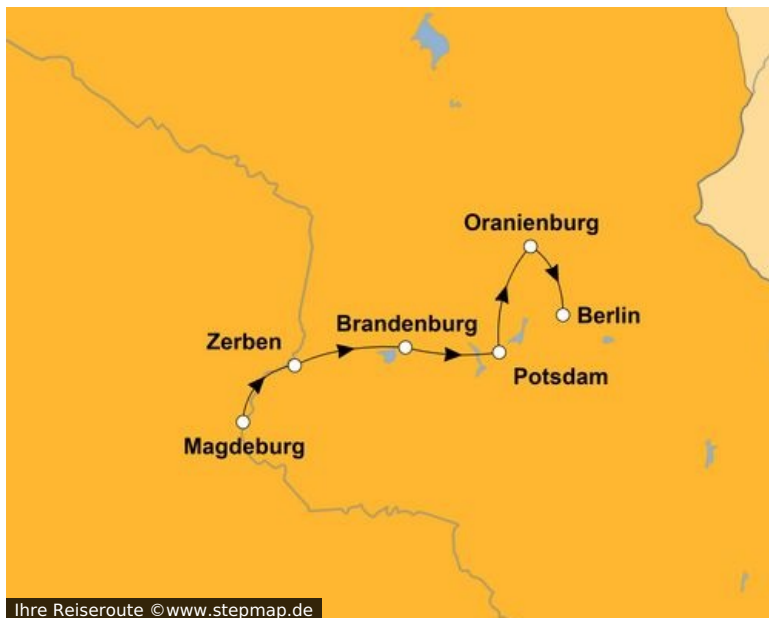 Oranienburg
Brandenburg
Berlin
Zerben
Potsdam
Magdeburg
Ihre Reiseroute ©www.stepmap.de